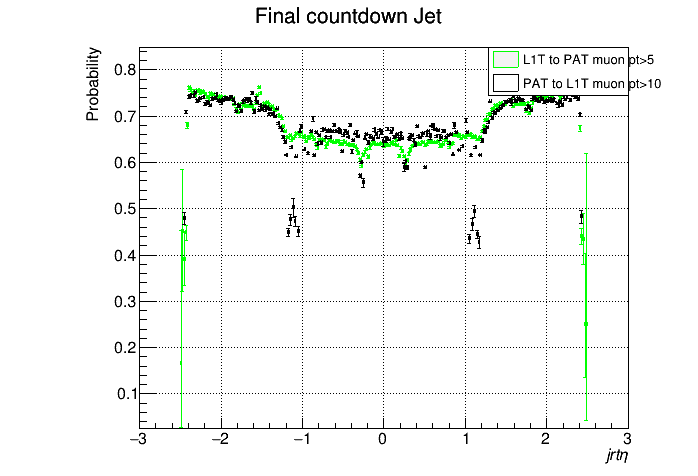 Final countdown Jet
L1T to PAT muon pt>5
PAT to L1T muon pt>10
Probability
0.8
0.7
0.6
0.5
0.4
0.3
0.2
0.1
−3 −2 −1 0 1 2 3
jrtη